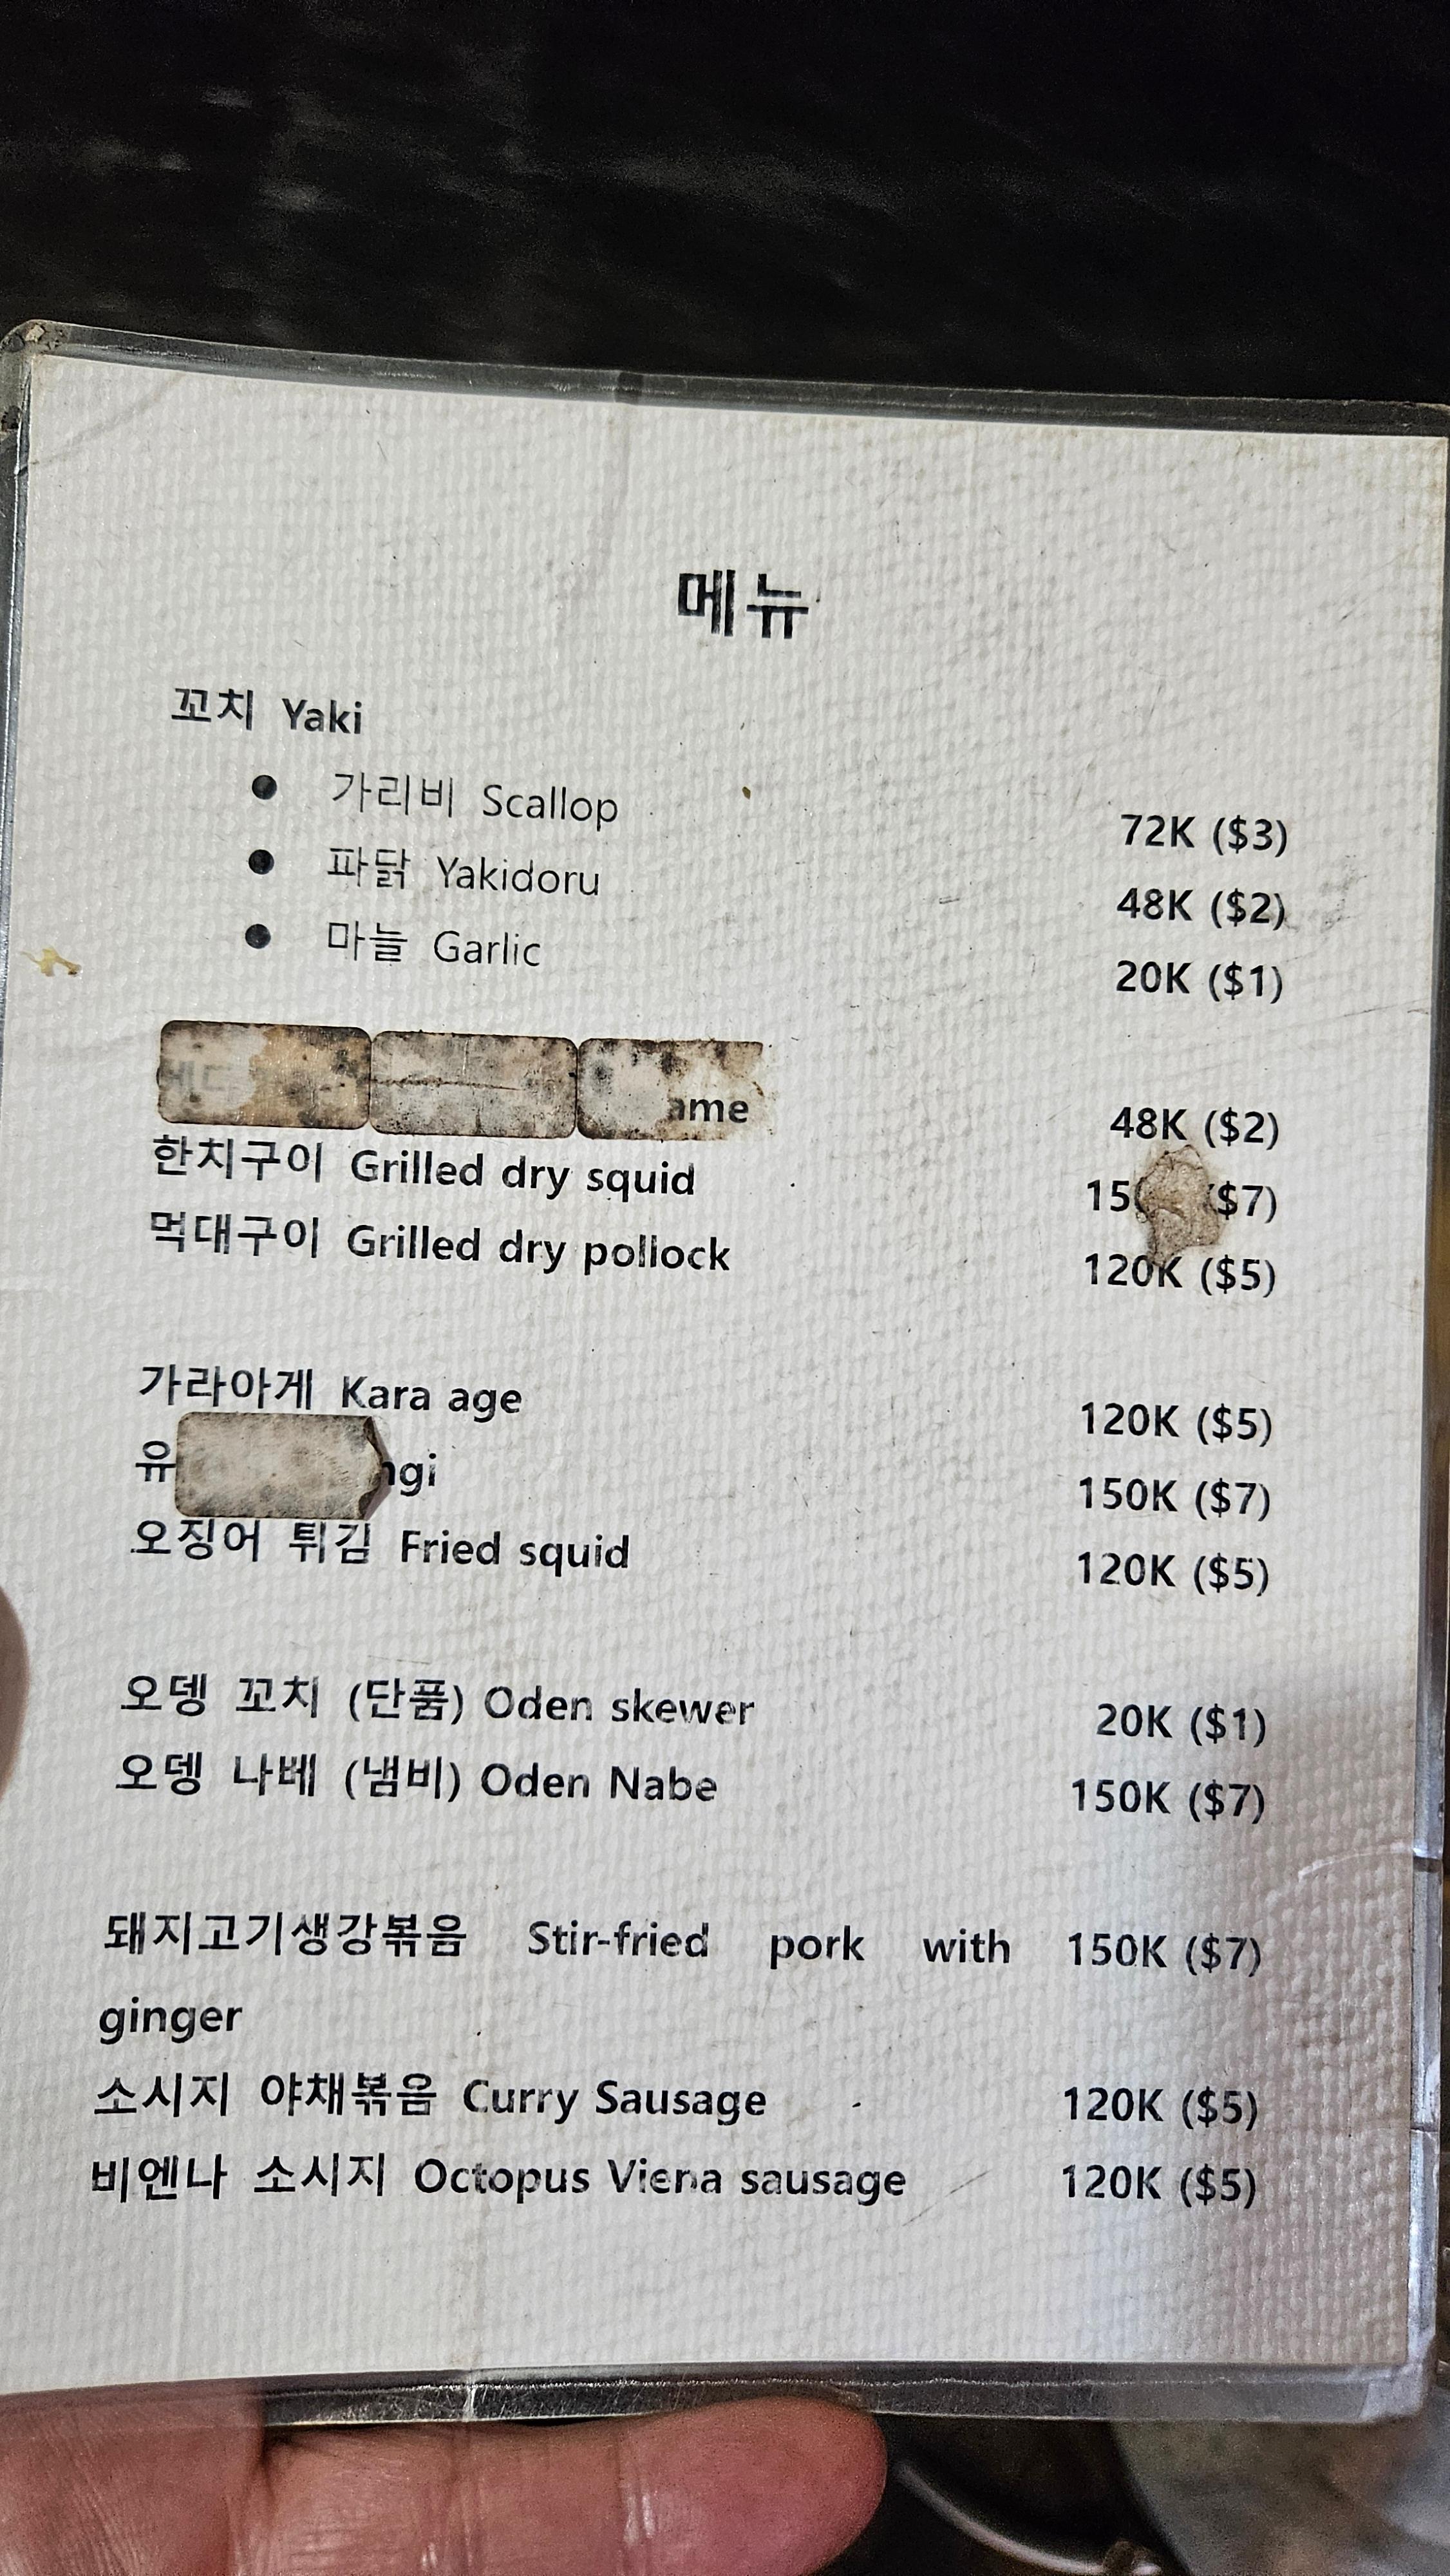 메뉴
꼬치 Yaki
● 가리비 Scallop 72K ($3)
● 파닭 Yakidoru 48K ($2)
● 마늘 Garlic 20K ($1)
48K ($2)
한치구이 Grilled dry squid ($7)
먹태구이 Grilled dry pollock 120K ($5)
가라아게 Kara age 120K ($5)
150K ($7)
오징어 튀김 Fried squid 120K ($5)
오뎅 꼬치 (단품) Oden skewer 20K ($1)
오뎅 나베 (냄비) Oden Nabe 150K ($7)
돼지고기생강볶음 Stir-fried pork with 150K ($7)
ginger
소시지 야채볶음 Curry Sausage 120K ($5)
비엔나 소시지 Octopus Viena sausage 120K ($5)